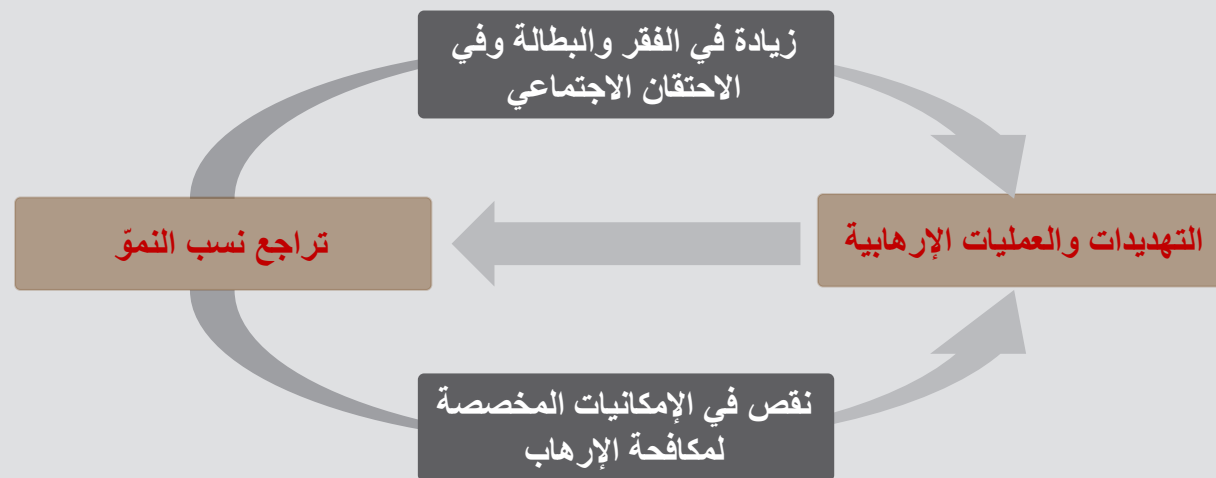 زيادة في الفقر والبطالة وفي
الاحتقان الاجتماعي
التهديدات والعمليات الإرهابية
تراجع نسب النموّ
نقص في الإمكانيات المخصصة
لمكافحة الإرهاب